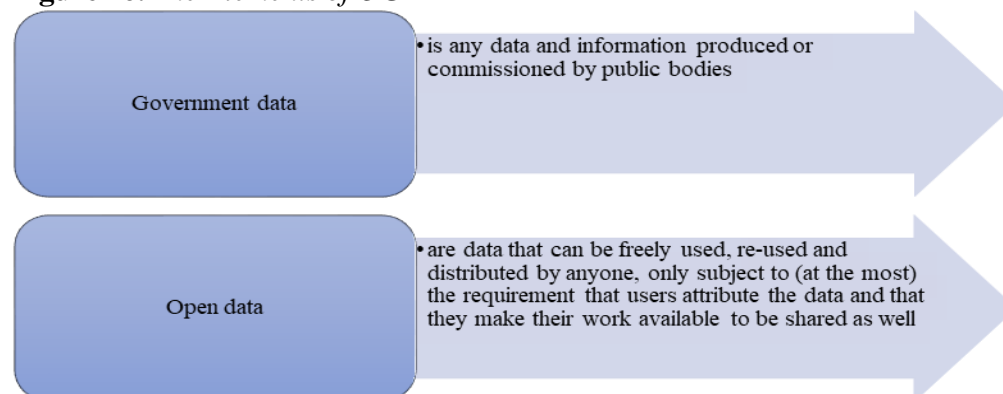 Government data
• is any data and information produced or
commissioned by public bodies
Open data
• are data that can be freely used, re-used and
distributed by anyone, only subject to (at the most)
the requirement that users attribute the data and that
they make their work available to be shared as well